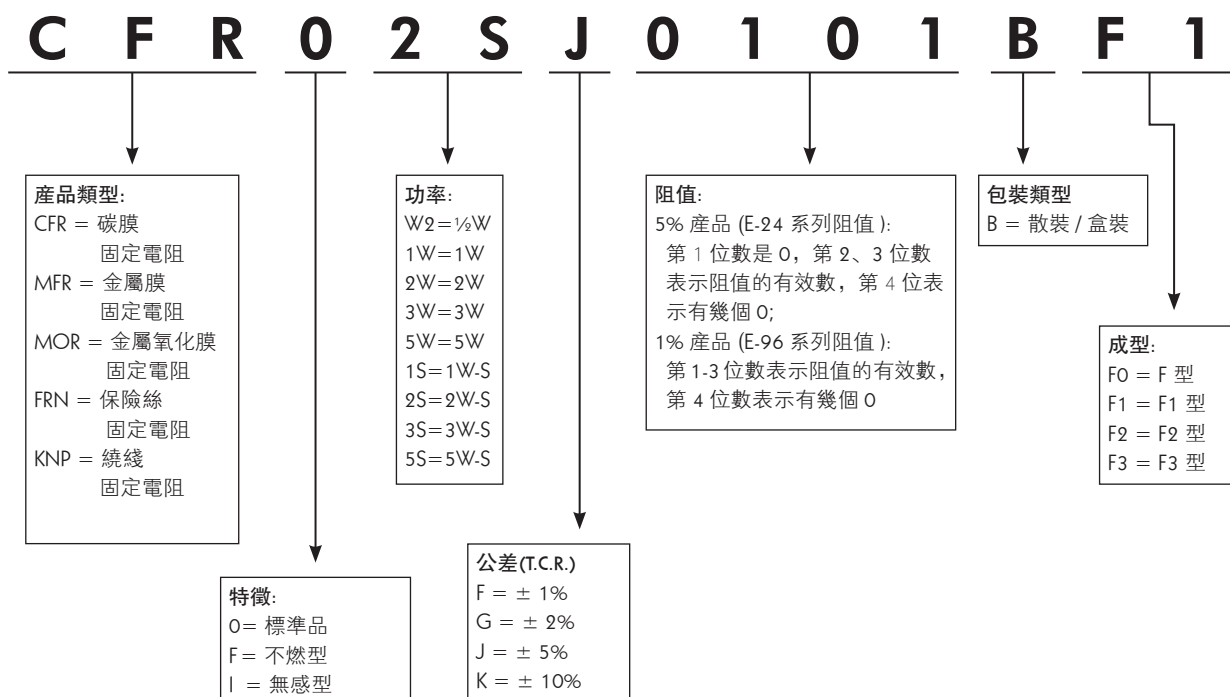 C F R 0 2 S J 0 1 0 1 B F 1
産品類型:
CFR = 碳膜
固定電阻
MFR = 金屬膜
固定電阻
MOR = 金屬氧化膜
固定電阻
FRN = 保險絲
固定電阻
KNP = 繞綫
固定電阻
特徵:
0= 標準品
F= 不燃型
I = 無感型
功率:
W2=½W
1W=1W
2W=2W
3W=3W
5W=5W
1S=1W-S
2S=2W-S
3S=3W-S
5S=5W-S
公差(T.C.R.)
F = ± 1%
G = ± 2%
J = ± 5%
K = ± 10%
阻值:
5% 産品 (E-24 系列阻值 ):
第 1 位數是 0，第 2、3 位數
表示阻值的有效數，第 4 位表
示有幾個 0;
1% 産品 (E-96 系列阻值 ):
第 1-3 位數表示阻值的有效數，
第 4 位數表示有幾個 0
包裝類型
B = 散裝 / 盒裝
成型:
F0 = F 型
F1 = F1 型
F2 = F2 型
F3 = F3 型